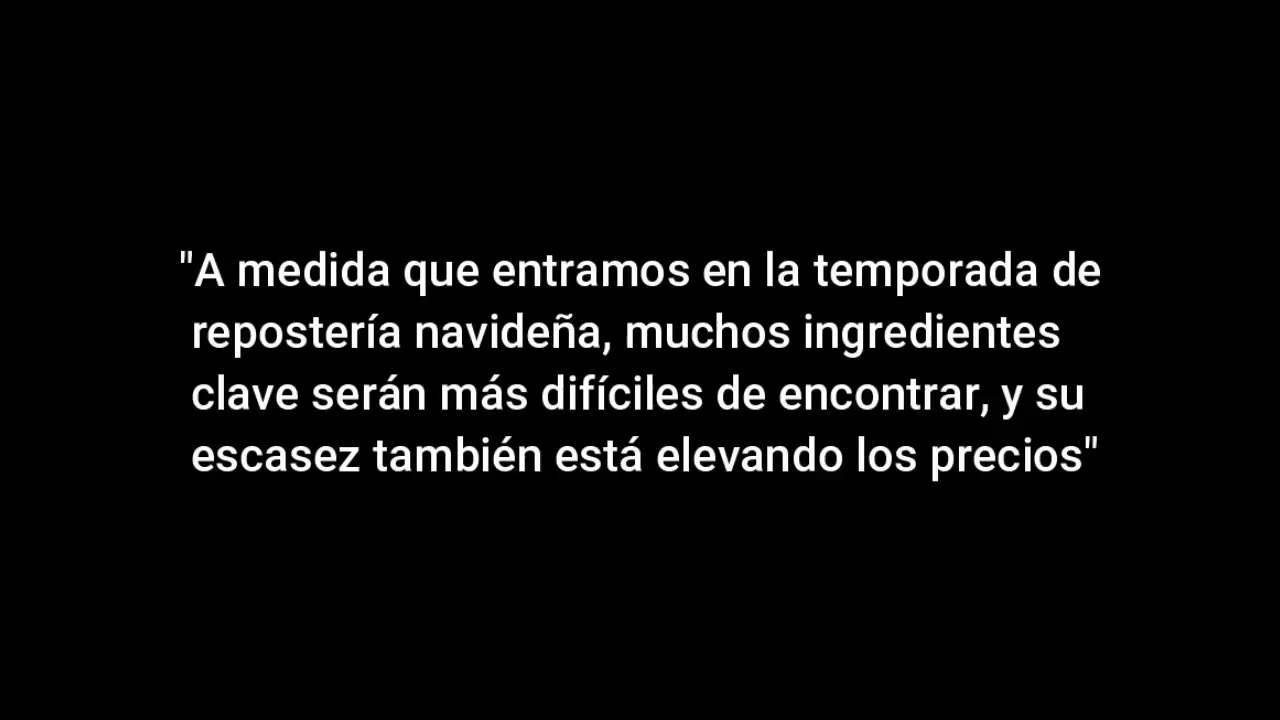 "A medida que entramos en la temporada de
repostería navideña, muchos ingredientes
clave serán más difíciles de encontrar, y su
escasez también está elevando los precios"